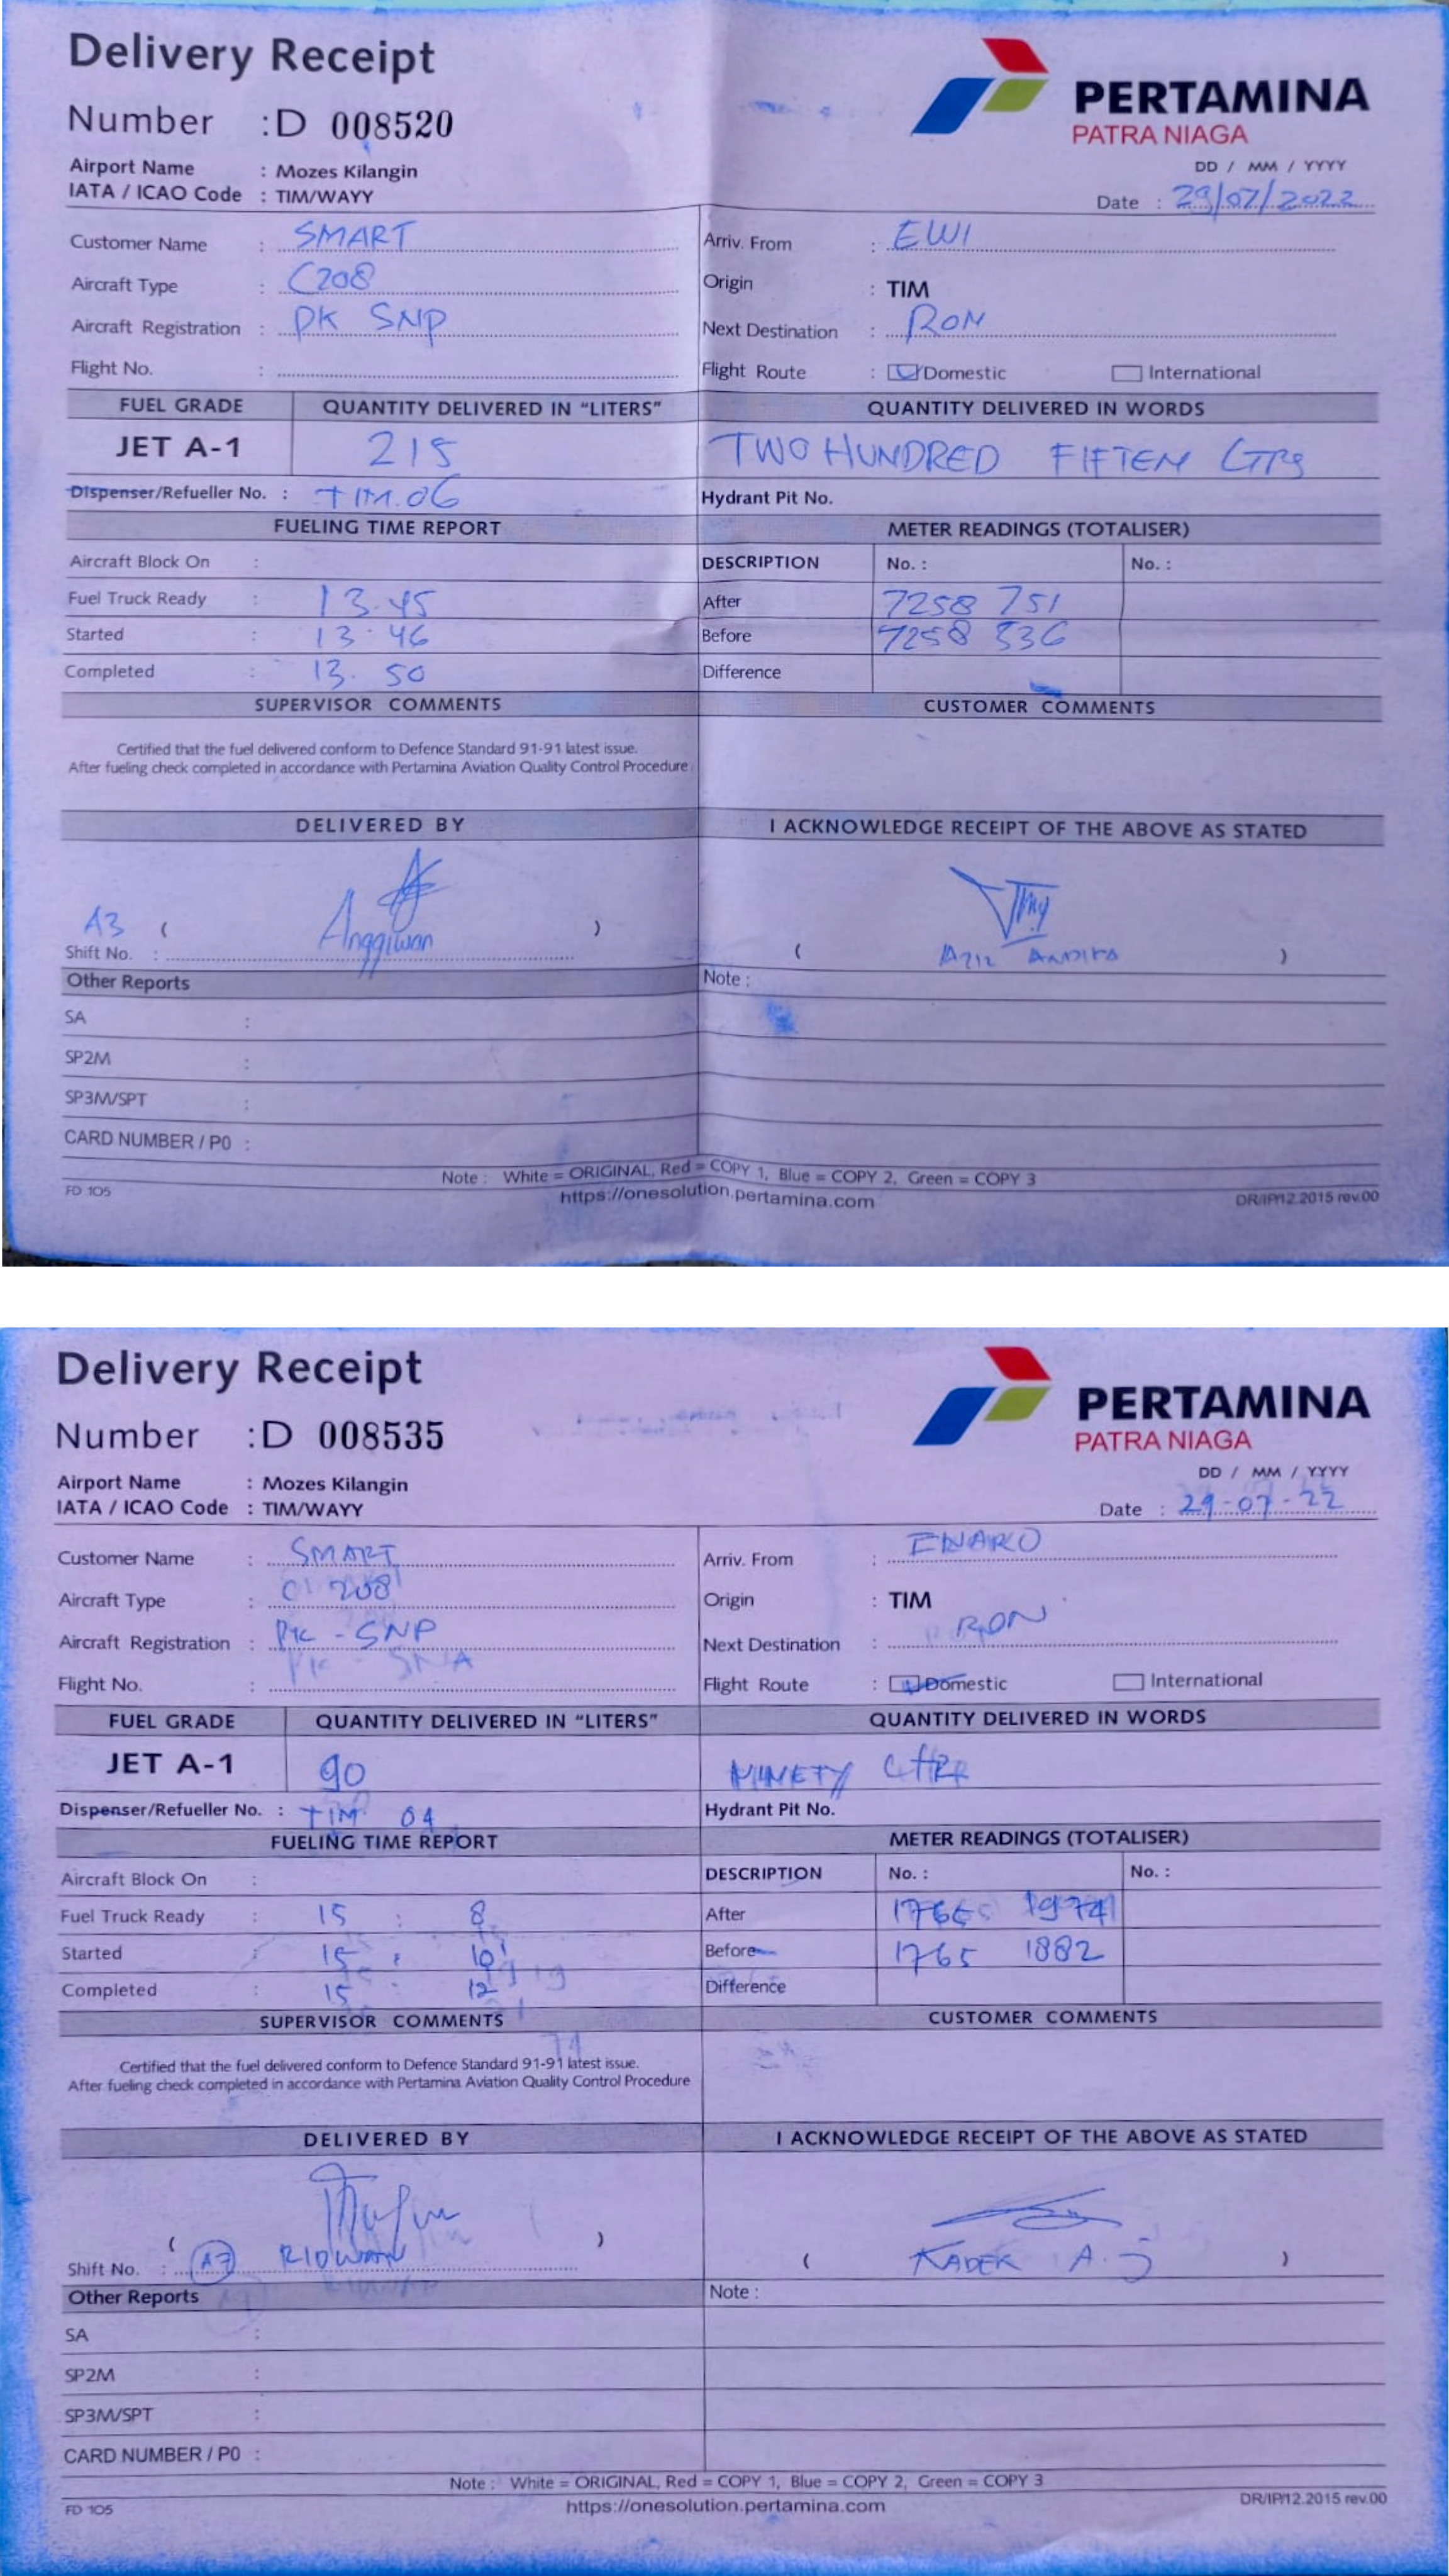 Delivery Receipt
PERTAMINA
PATRA NIAGA
Number : D 008520
Airport Name : Mozes Kilangin
IATA / ICAO Code : TIM/WAYY
DD / MM / YYYY
Date : 29/07/2022
Customer Name : SMART
Arriv. From : EWI
Aircraft Type : C208
Origin : TIM
Aircraft Registration : PK SNP
Next Destination : RON
Flight No. :
Flight Route : Domestic International
FUEL GRADE QUANTITY DELIVERED IN "LITERS" QUANTITY DELIVERED IN WORDS
JET A-1 215 TWO HUNDRED FIFTEN LTRS
Dispenser/Refueller No. : TIM.06 Hydrant Pit No.
FUELING TIME REPORT METER READINGS (TOTALISER)
Aircraft Block On : DESCRIPTION No. : No. :
Fuel Truck Ready : 13.45 After 7258 751
Started : 13.46 Before 7258 536
Completed : 13.50 Difference
SUPERVISOR COMMENTS CUSTOMER COMMENTS
Certified that the fuel delivered conform to Defence Standard 91-91 latest issue.
After fueling check completed in accordance with Pertamina Aviation Quality Control Procedure
DELIVERED BY I ACKNOWLEDGE RECEIPT OF THE ABOVE AS STATED
A3 ( Anggiwan )
Shift No. :
( )
Other Reports Note :
SA :
SP2M :
SP3M/SPT :
CARD NUMBER / P0 :
Note : White = ORIGINAL, Red = COPY 1, Blue = COPY 2, Green = COPY 3
FD 105 https://onesolution.pertamina.com DR/IP/12.2015 rev.00
Delivery Receipt
PERTAMINA
PATRA NIAGA
Number : D 008535
Airport Name : Mozes Kilangin
IATA / ICAO Code : TIM/WAYY
DD / MM / YYYY
Date : 29-07-22
Customer Name : SMART
Arriv. From : ENARO
Aircraft Type : C 208
Origin : TIM
Aircraft Registration : PK - SNP
Next Destination : RON
Flight No. :
Flight Route : Domestic International
FUEL GRADE QUANTITY DELIVERED IN "LITERS" QUANTITY DELIVERED IN WORDS
JET A-1 90 NINETY
Dispenser/Refueller No. : TIM 04 Hydrant Pit No.
FUELING TIME REPORT METER READINGS (TOTALISER)
Aircraft Block On : DESCRIPTION No. : No. :
Fuel Truck Ready : 15 : 8 After
Started : 15 : 10 Before 1765 1882
Completed : 15 12 Difference
SUPERVISOR COMMENTS CUSTOMER COMMENTS
Certified that the fuel delivered conform to Defence Standard 91-91 latest issue.
After fueling check completed in accordance with Pertamina Aviation Quality Control Procedure
DELIVERED BY I ACKNOWLEDGE RECEIPT OF THE ABOVE AS STATED
( )
Shift No. : RIDWAN ( KADEK A. J )
Other Reports Note :
SA :
SP2M :
SP3M/SPT :
CARD NUMBER / P0 :
Note : White = ORIGINAL, Red = COPY 1, Blue = COPY 2, Green = COPY 3
FD 105 https://onesolution.pertamina.com DR/IP/12.2015 rev.00